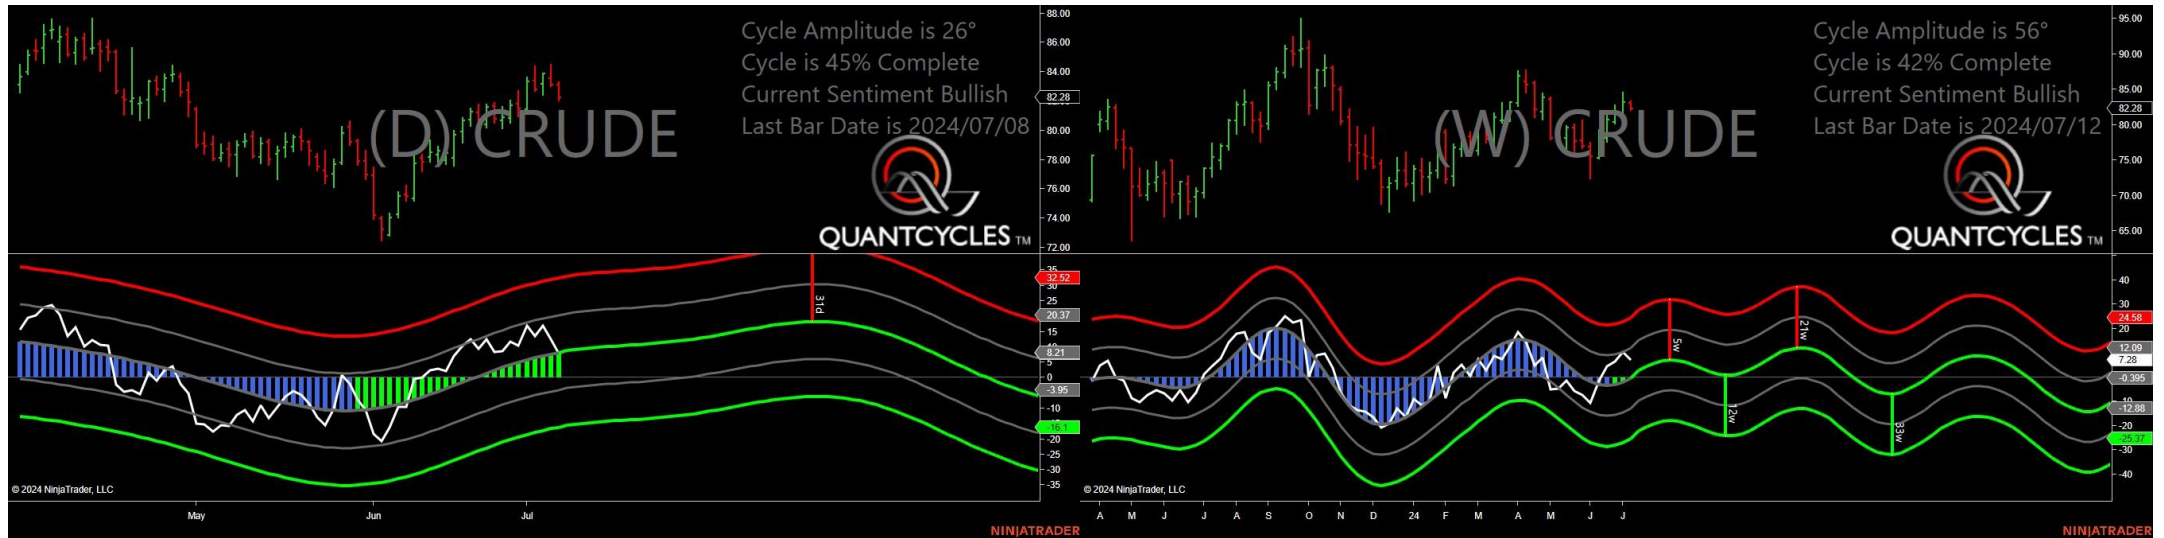 Cycle Amplitude is 26°
Cycle is 45% Complete
Current Sentiment Bullish
Last Bar Date is 2024/07/08
(D) CRUDE
QUANTCYCLES TM
88.00
86.00
84.00
82.28
80.00
78.00
76.00
74.00
72.00
35
32.52
30
25
20.37
15
8.21
5
0
-3.95
-10
-16.1
-20
-25
-30
-35
31d
© 2024 NinjaTrader, LLC
May Jun Jul
NINJATRADER
Cycle Amplitude is 56°
Cycle is 42% Complete
Current Sentiment Bullish
Last Bar Date is 2024/07/12
(W) CRUDE
QUANTCYCLES TM
95.00
90.00
85.00
82.28
80.00
75.00
70.00
65.00
40
30
24.58
20
12.09
7.28
-0.395
-12.88
-20
-25.37
-30
-40
5w
12w
21w
33w
© 2024 NinjaTrader, LLC
A M J J A S O N D 24 F M A M J J
NINJATRADER